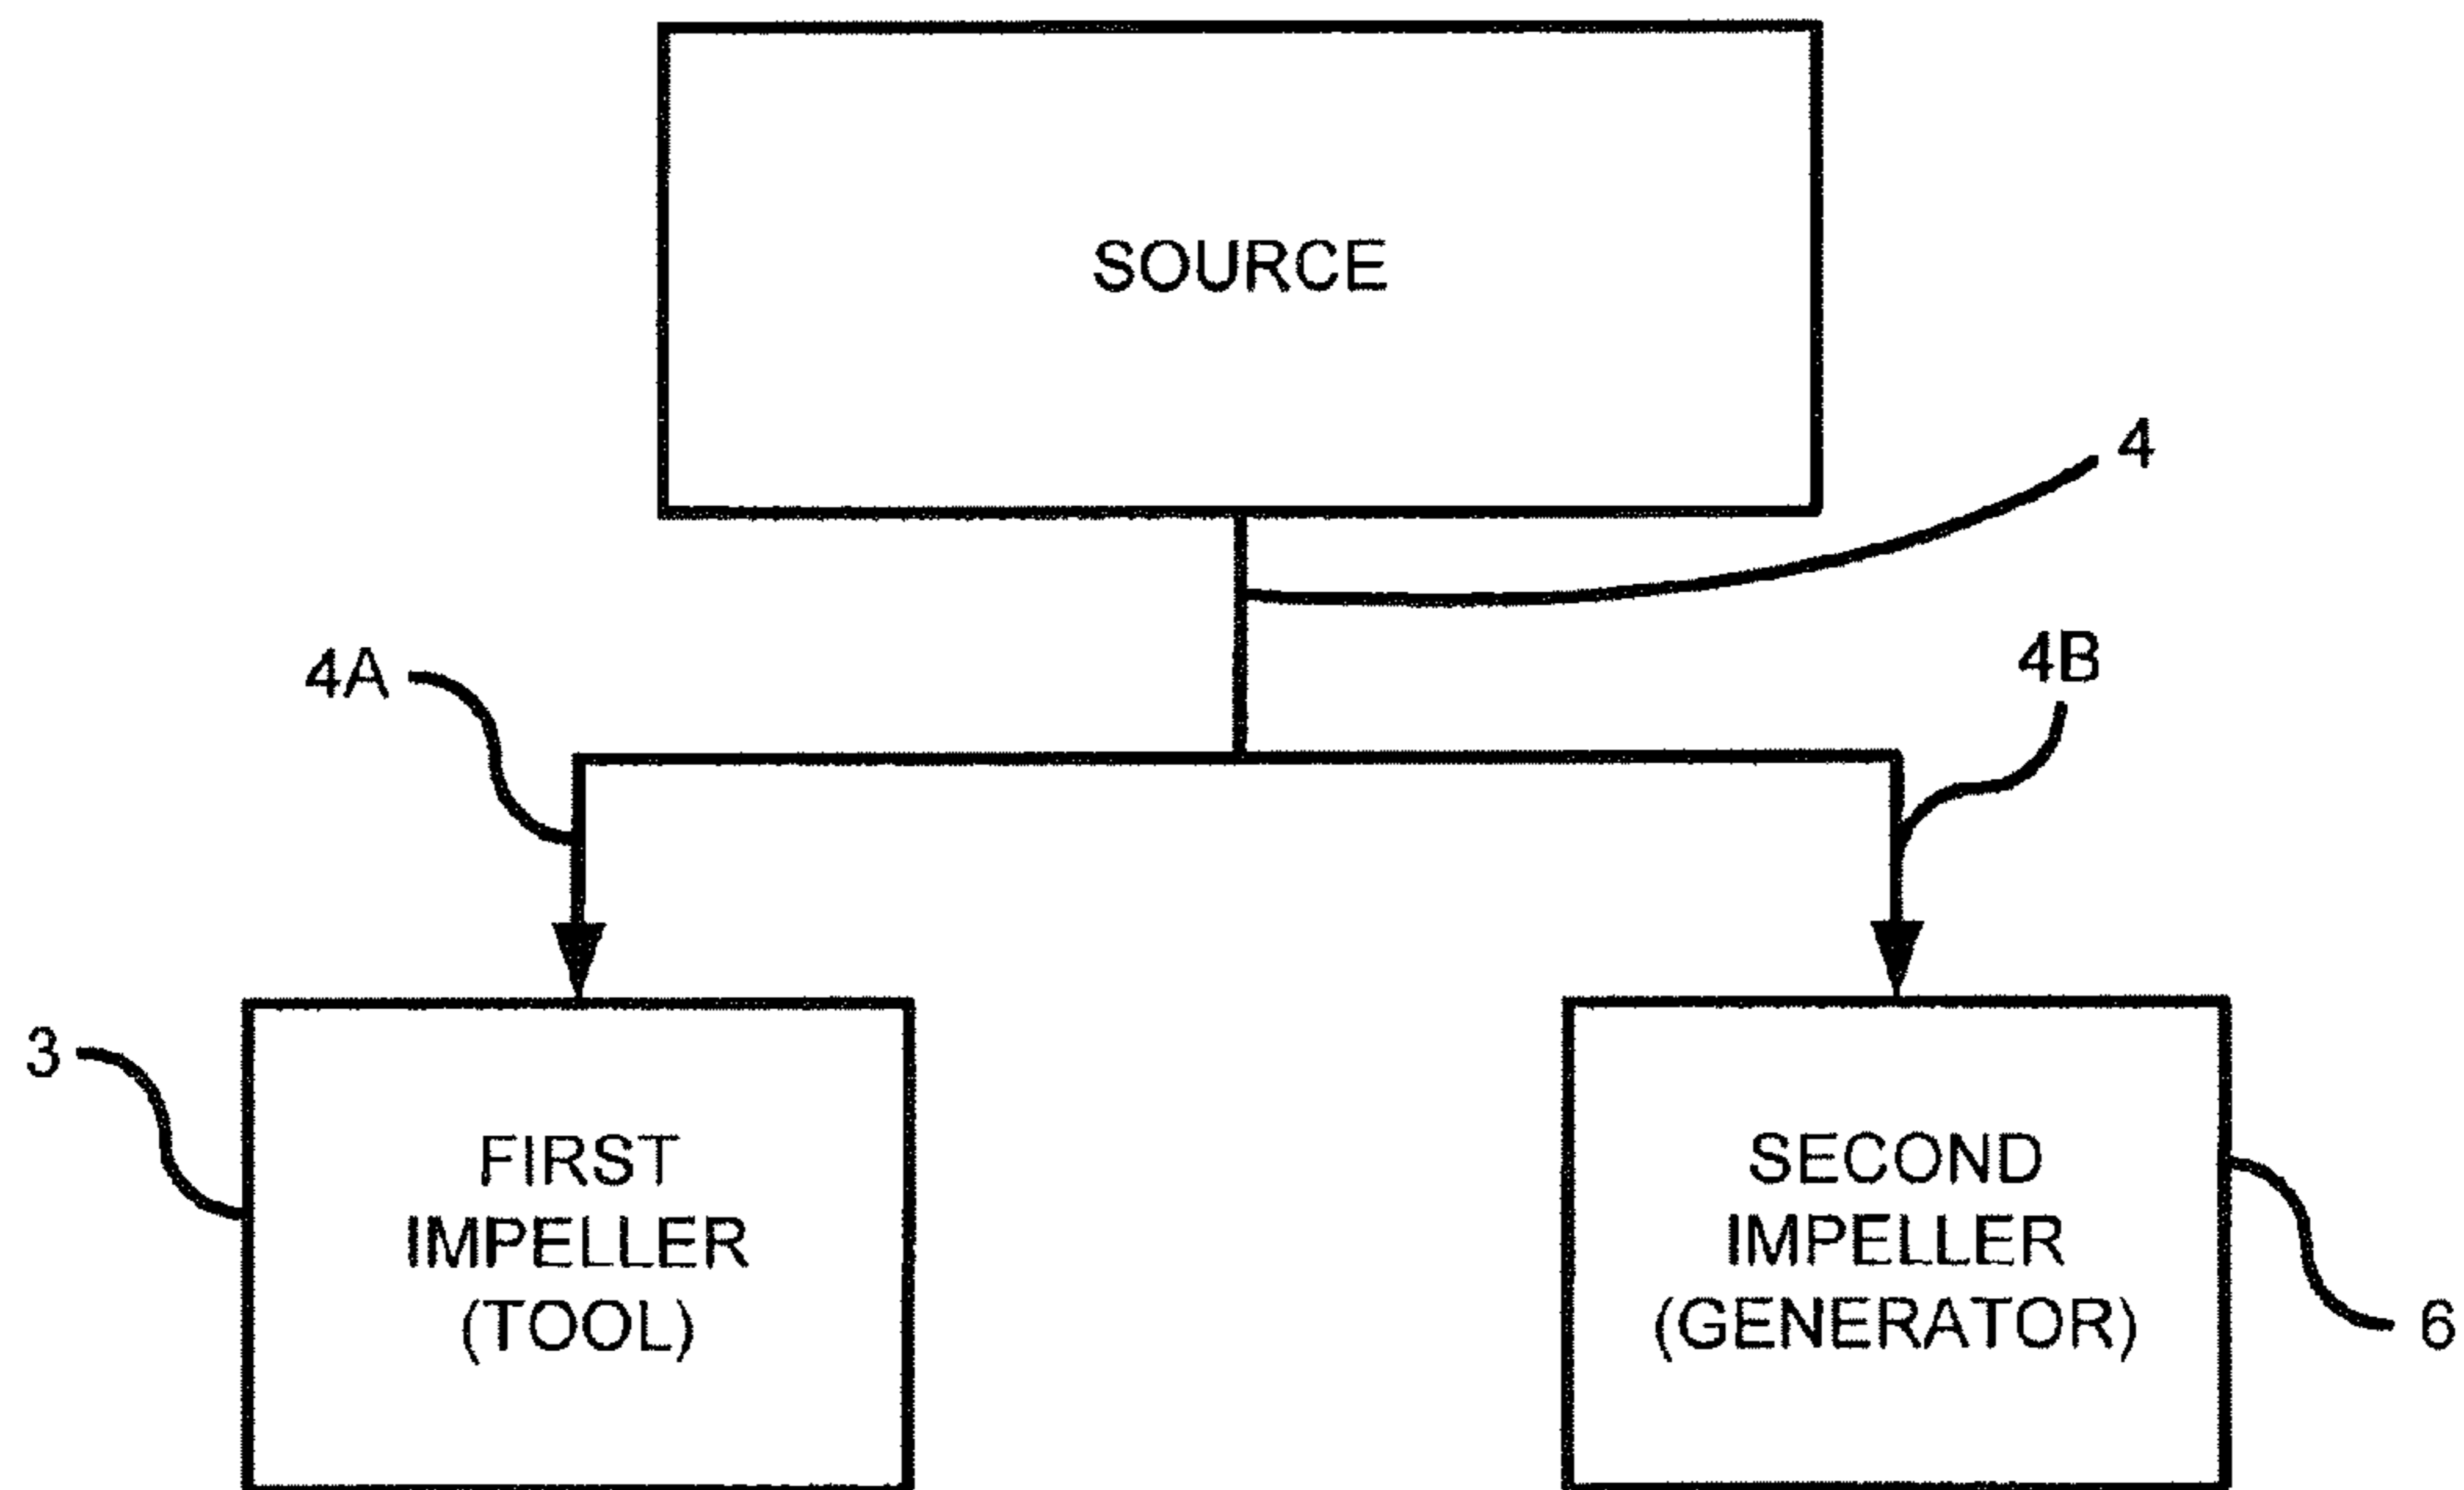 SOURCE
4
4A
4B
3
FIRST
IMPELLER
(TOOL)
SECOND
IMPELLER
(GENERATOR)
6